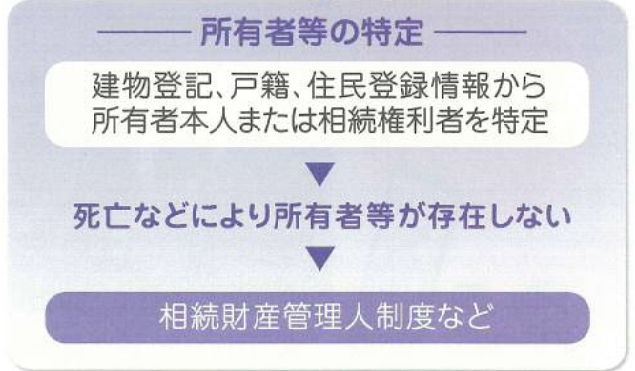 所有者等の特定
建物登記、戸籍、住民登録情報から
所有者本人または相続権利者を特定
▼
死亡などにより所有者等が存在しない
▼
相続財産管理人制度など